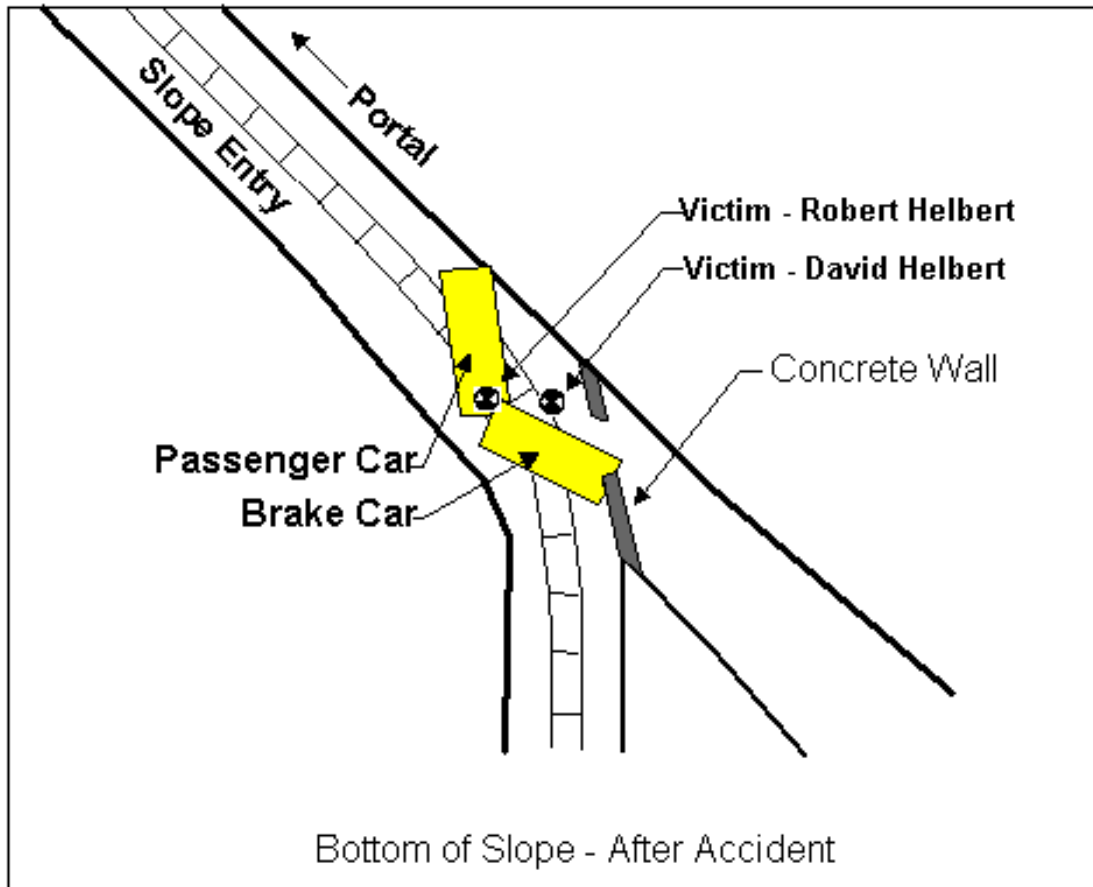 Slope Entry
Portal
Victim - Robert Helbert
Victim - David Helbert
Concrete Wall
Passenger Car
Brake Car
Bottom of Slope - After Accident